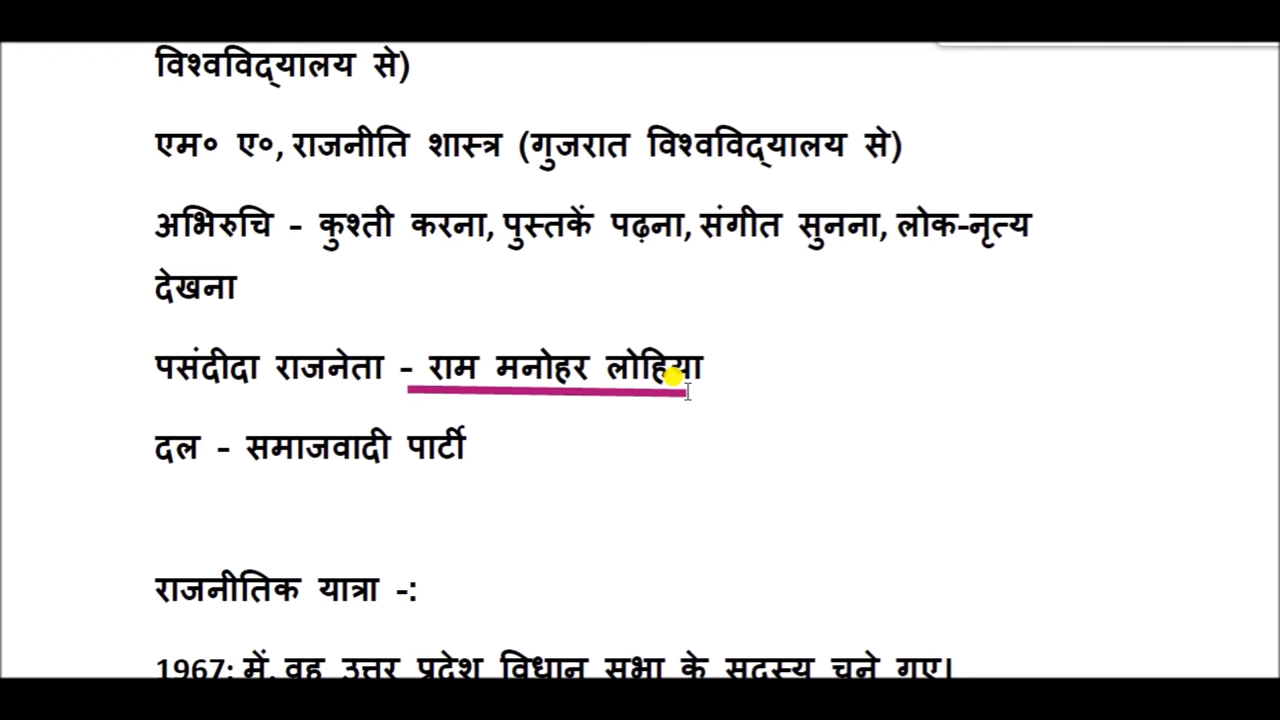 विश्वविद्यालय से)
एम० ए०, राजनीति शास्त्र (गुजरात विश्वविद्यालय से)
अभिरुचि - कुश्ती करना, पुस्तकें पढ़ना, संगीत सुनना, लोक-नृत्य
देखना
पसंदीदा राजनेता - राम मनोहर लोहिया
दल - समाजवादी पार्टी
राजनीतिक यात्रा -:
1967: में, वह उत्तर प्रदेश विधान सभा के सदस्य चुने गए।